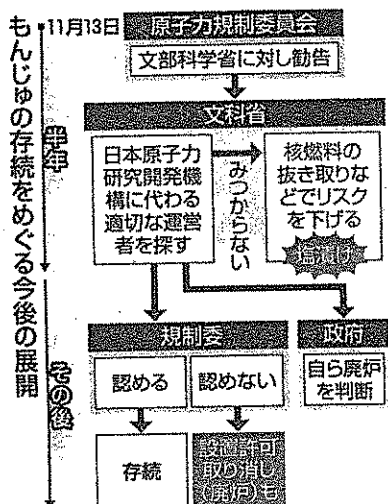 もんじゅの存続をめぐる今後の展開
11月13日
半年
その後
原子力規制委員会
文部科学省に対し勧告
文科省
日本原子力
研究開発機
構に代わる
適切な運営
者を探す
みつからない
核燃料の
抜き取りな
どでリスク
を下げる
塩漬け
規制委
認める
認めない
政府
自ら廃炉
を判断
存続
設置許可
取り消し
(廃炉)も